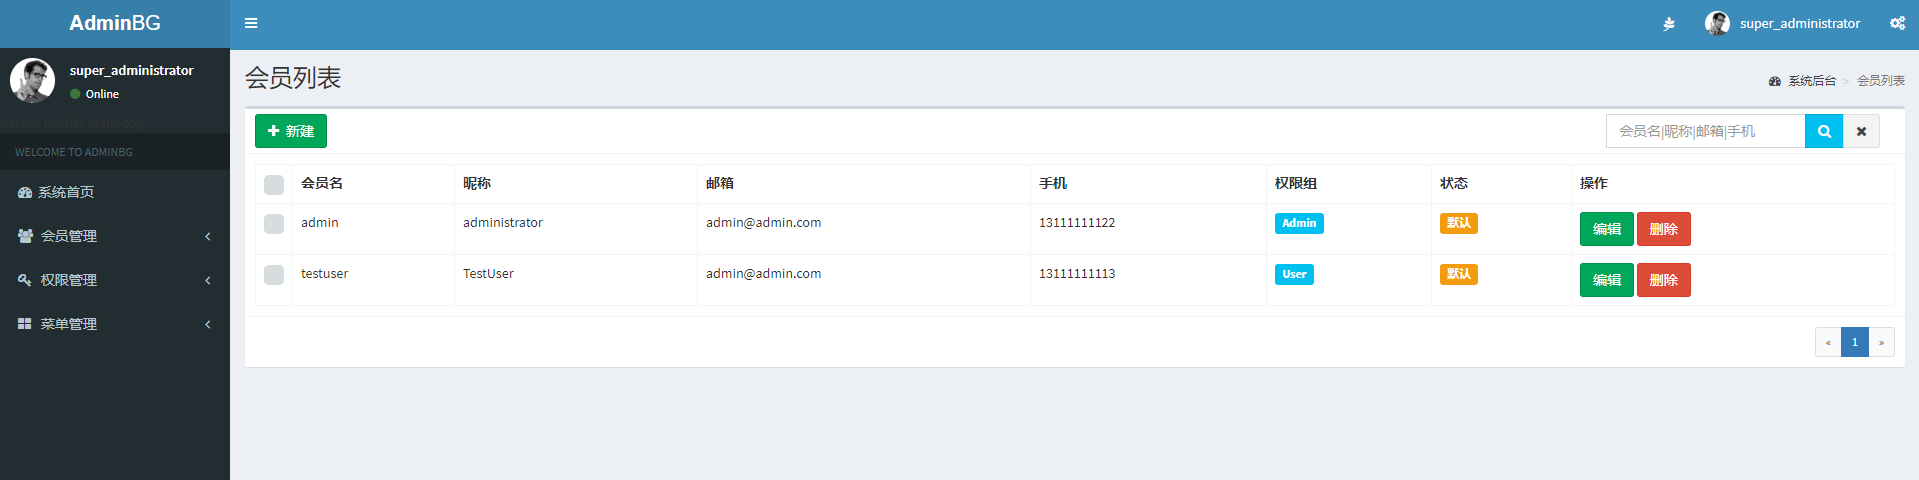 AdminBG
super_administrator
super_administrator
Online
navbar navbar-static-top
WELCOME TO ADMINBG
系统首页
会员管理
权限管理
菜单管理
会员列表
系统后台 > 会员列表
新建
会员名|昵称|邮箱|手机
会员名 昵称 邮箱 手机 权限组 状态 操作
admin administrator admin@admin.com 13111111122 Admin 默认 编辑 删除
testuser TestUser admin@admin.com 13111111113 User 默认 编辑 删除
« 1 »